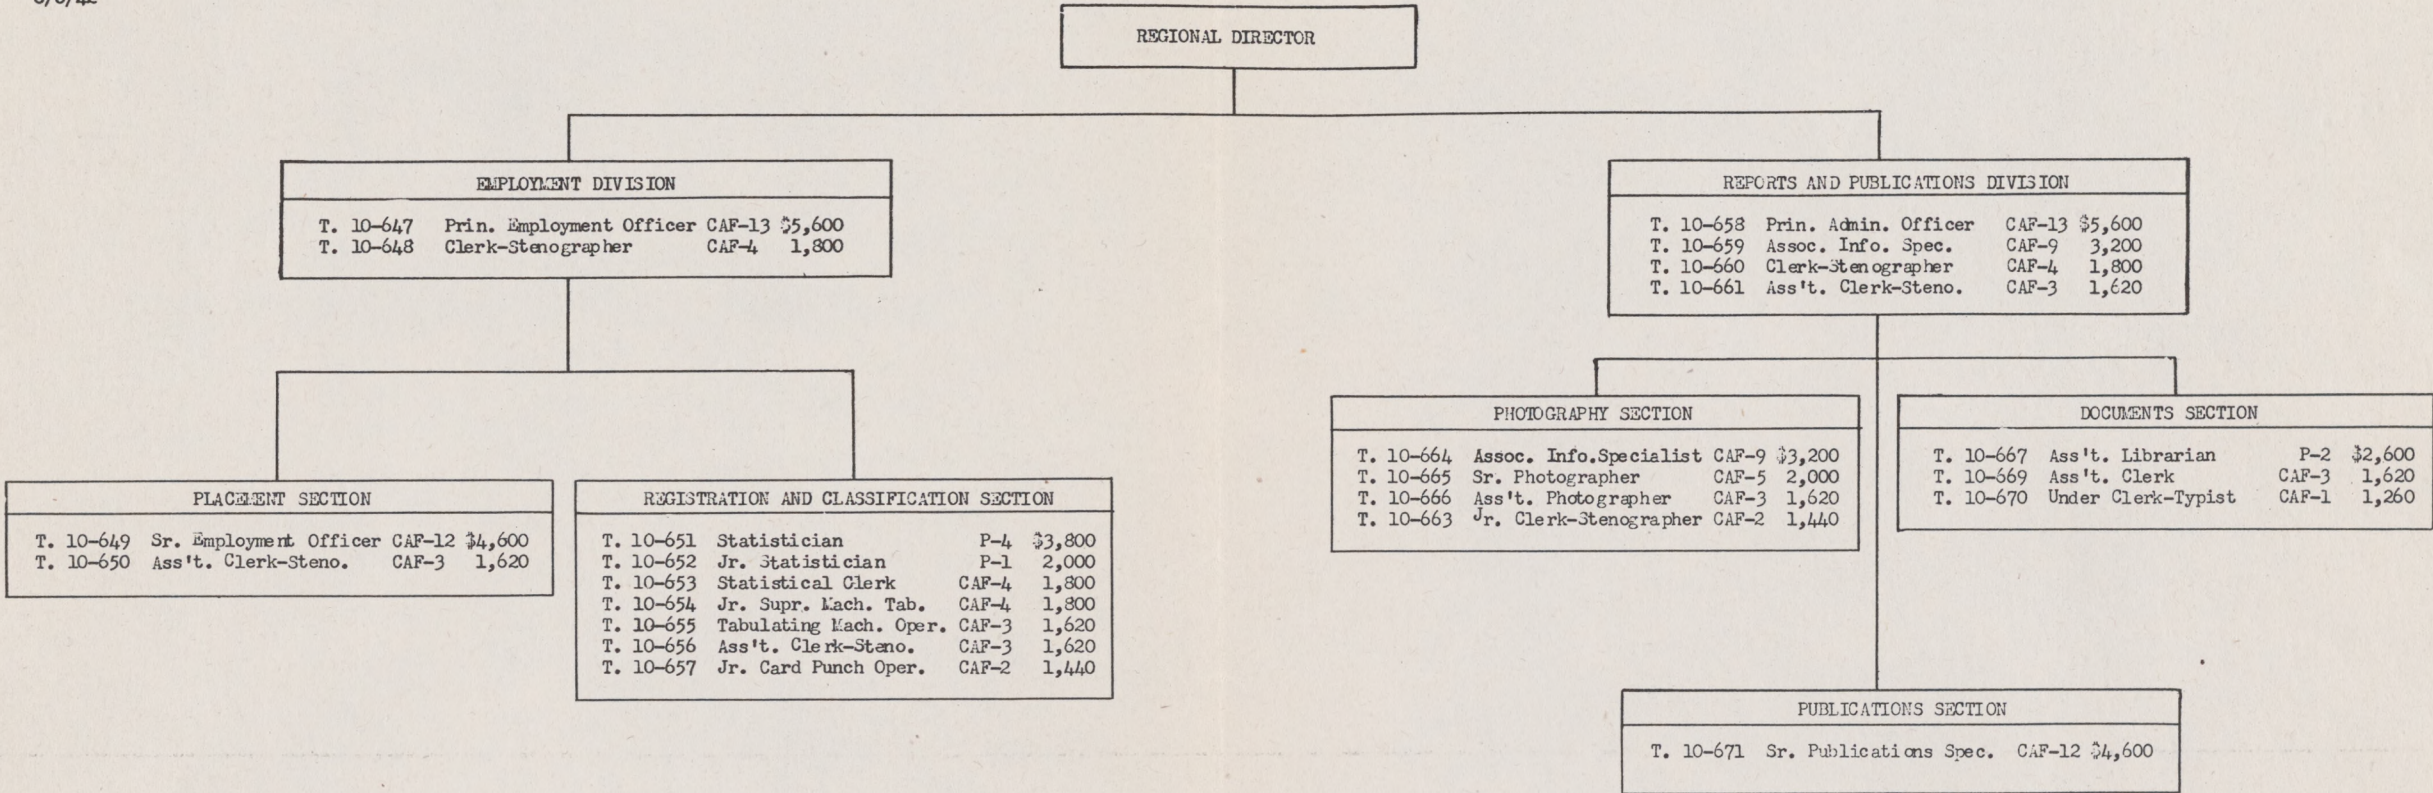 REGIONAL DIRECTOR
EMPLOYMENT DIVISION
T. 10-647 Prin. Employment Officer CAF-13 $5,600
T. 10-648 Clerk-Stenographer CAF-4 1,800
REPORTS AND PUBLICATIONS DIVISION
T. 10-658 Prin. Admin. Officer CAF-13 $5,600
T. 10-659 Assoc. Info. Spec. CAF-9 3,200
T. 10-660 Clerk-Stenographer CAF-4 1,800
T. 10-661 Ass't. Clerk-Steno. CAF-3 1,620
PLACEMENT SECTION
T. 10-649 Sr. Employment Officer CAF-12 $4,600
T. 10-650 Ass't. Clerk-Steno. CAF-3 1,620
REGISTRATION AND CLASSIFICATION SECTION
T. 10-651 Statistician P-4 $3,800
T. 10-652 Jr. Statistician P-1 2,000
T. 10-653 Statistical Clerk CAF-4 1,800
T. 10-654 Jr. Supr. Mach. Tab. CAF-4 1,800
T. 10-655 Tabulating Mach. Oper. CAF-3 1,620
T. 10-656 Ass't. Clerk-Steno. CAF-3 1,620
T. 10-657 Jr. Card Punch Oper. CAF-2 1,440
PHOTOGRAPHY SECTION
T. 10-664 Assoc. Info.Specialist CAF-9 $3,200
T. 10-665 Sr. Photographer CAF-5 2,000
T. 10-666 Ass't. Photographer CAF-3 1,620
T. 10-663 Jr. Clerk-Stenographer CAF-2 1,440
DOCUMENTS SECTION
T. 10-667 Ass't. Librarian P-2 $2,600
T. 10-669 Ass't. Clerk CAF-3 1,620
T. 10-670 Under Clerk-Typist CAF-1 1,260
PUBLICATIONS SECTION
T. 10-671 Sr. Publications Spec. CAF-12 $4,600